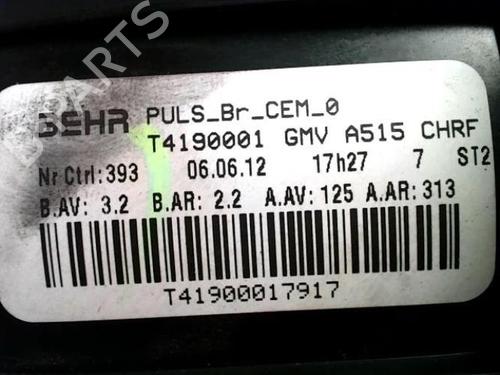 B-PARTS
BEHR PULS_Br_CEM_0
T4190001 GMV A515 CHRF
Nr Ctrl: 393 06.06.12 17h27 7 ST2
B.AV: 3.2 B.AR: 2.2 A.AV: 125 A.AR: 313
T41900017917